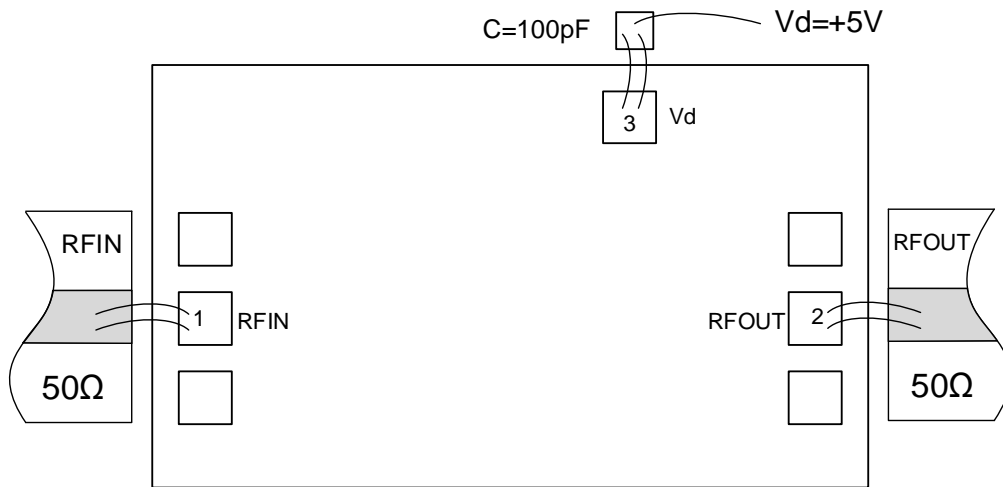 C=100pF
Vd=+5V
3
Vd
RFIN
RFOUT
1
RFIN
RFOUT
2
50Ω
50Ω